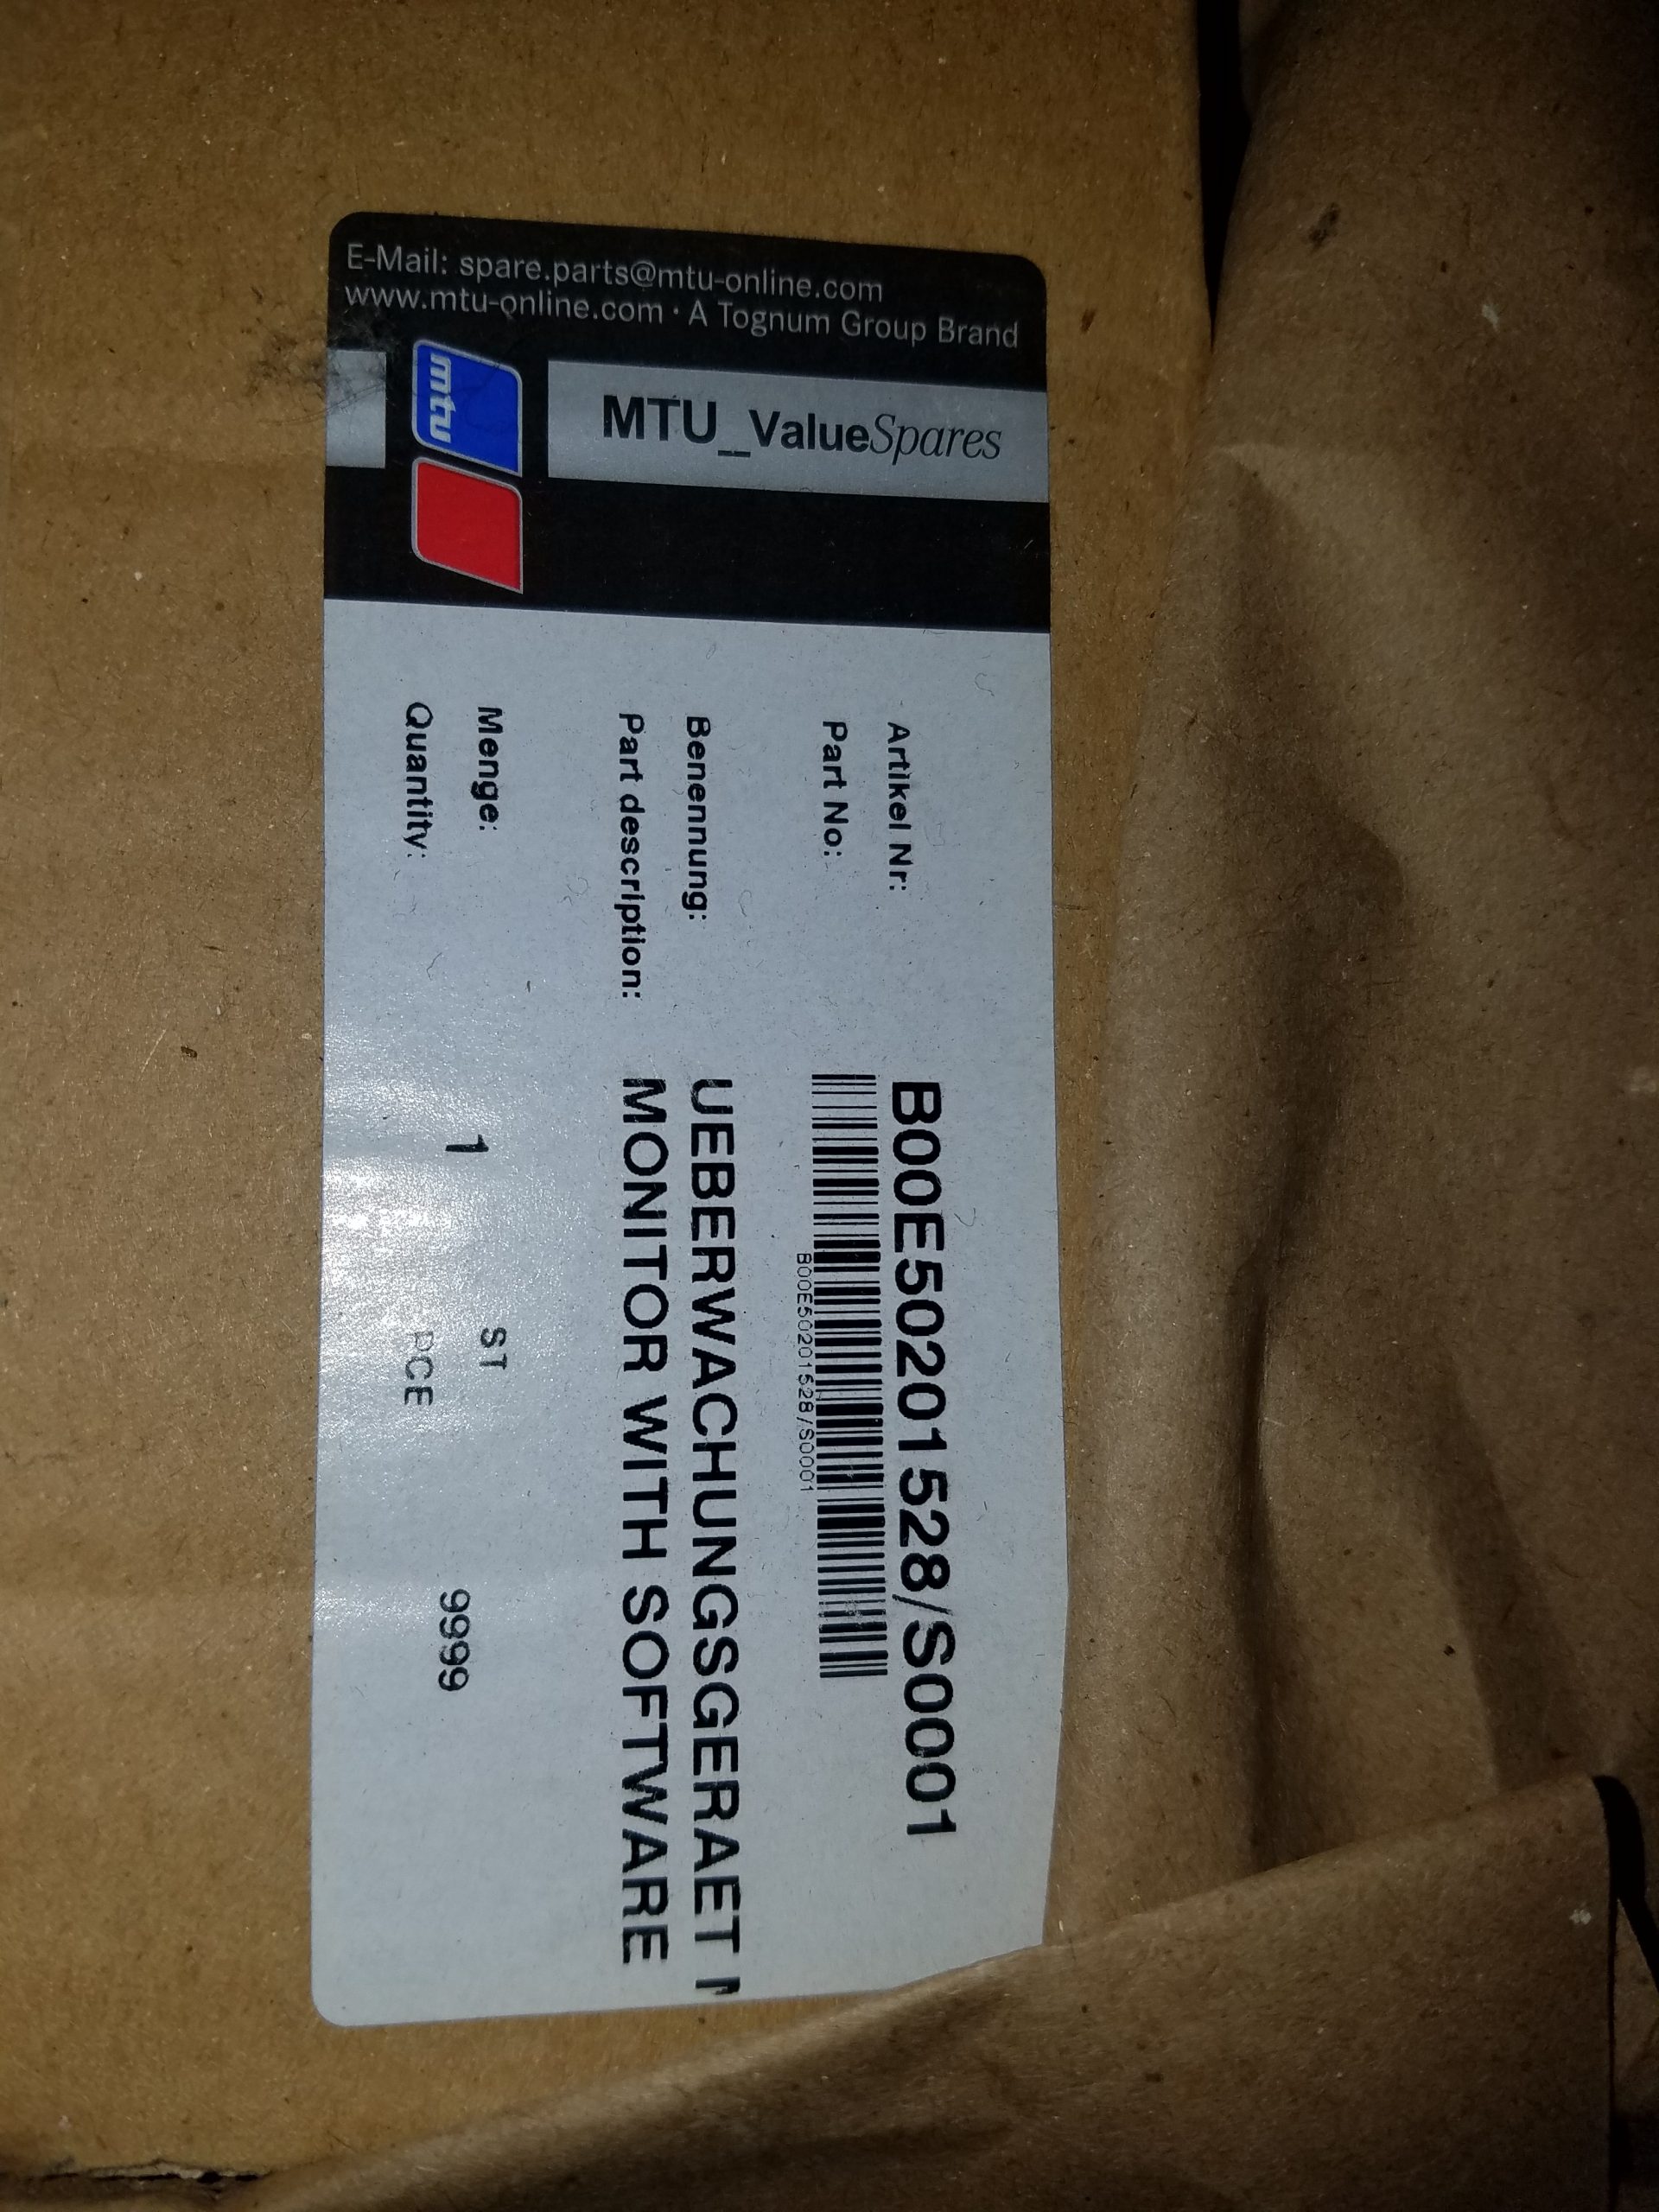 E-Mail: spare.parts@mtu-online.com
www.mtu-online.com · A Tognum Group Brand
mtu
MTU_ValueSpares
Artikel Nr:
Part No:
B00E50201528/S0001
B00E50201528/S0001
Benennung:
UEBERWACHUNGSGERAET
Part description:
MONITOR WITH SOFTWARE
Menge:
Quantity:
1
ST
PCE
9999